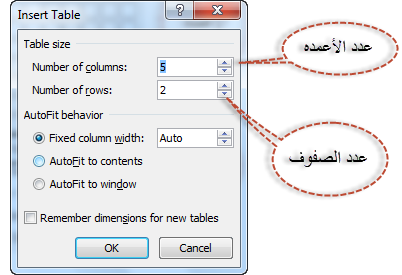 Insert Table
Table size
Number of columns: 5
عدد الأعمده
Number of rows: 2
AutoFit behavior
Fixed column width: Auto
عدد الصفوف
AutoFit to contents
AutoFit to window
Remember dimensions for new tables
OK Cancel